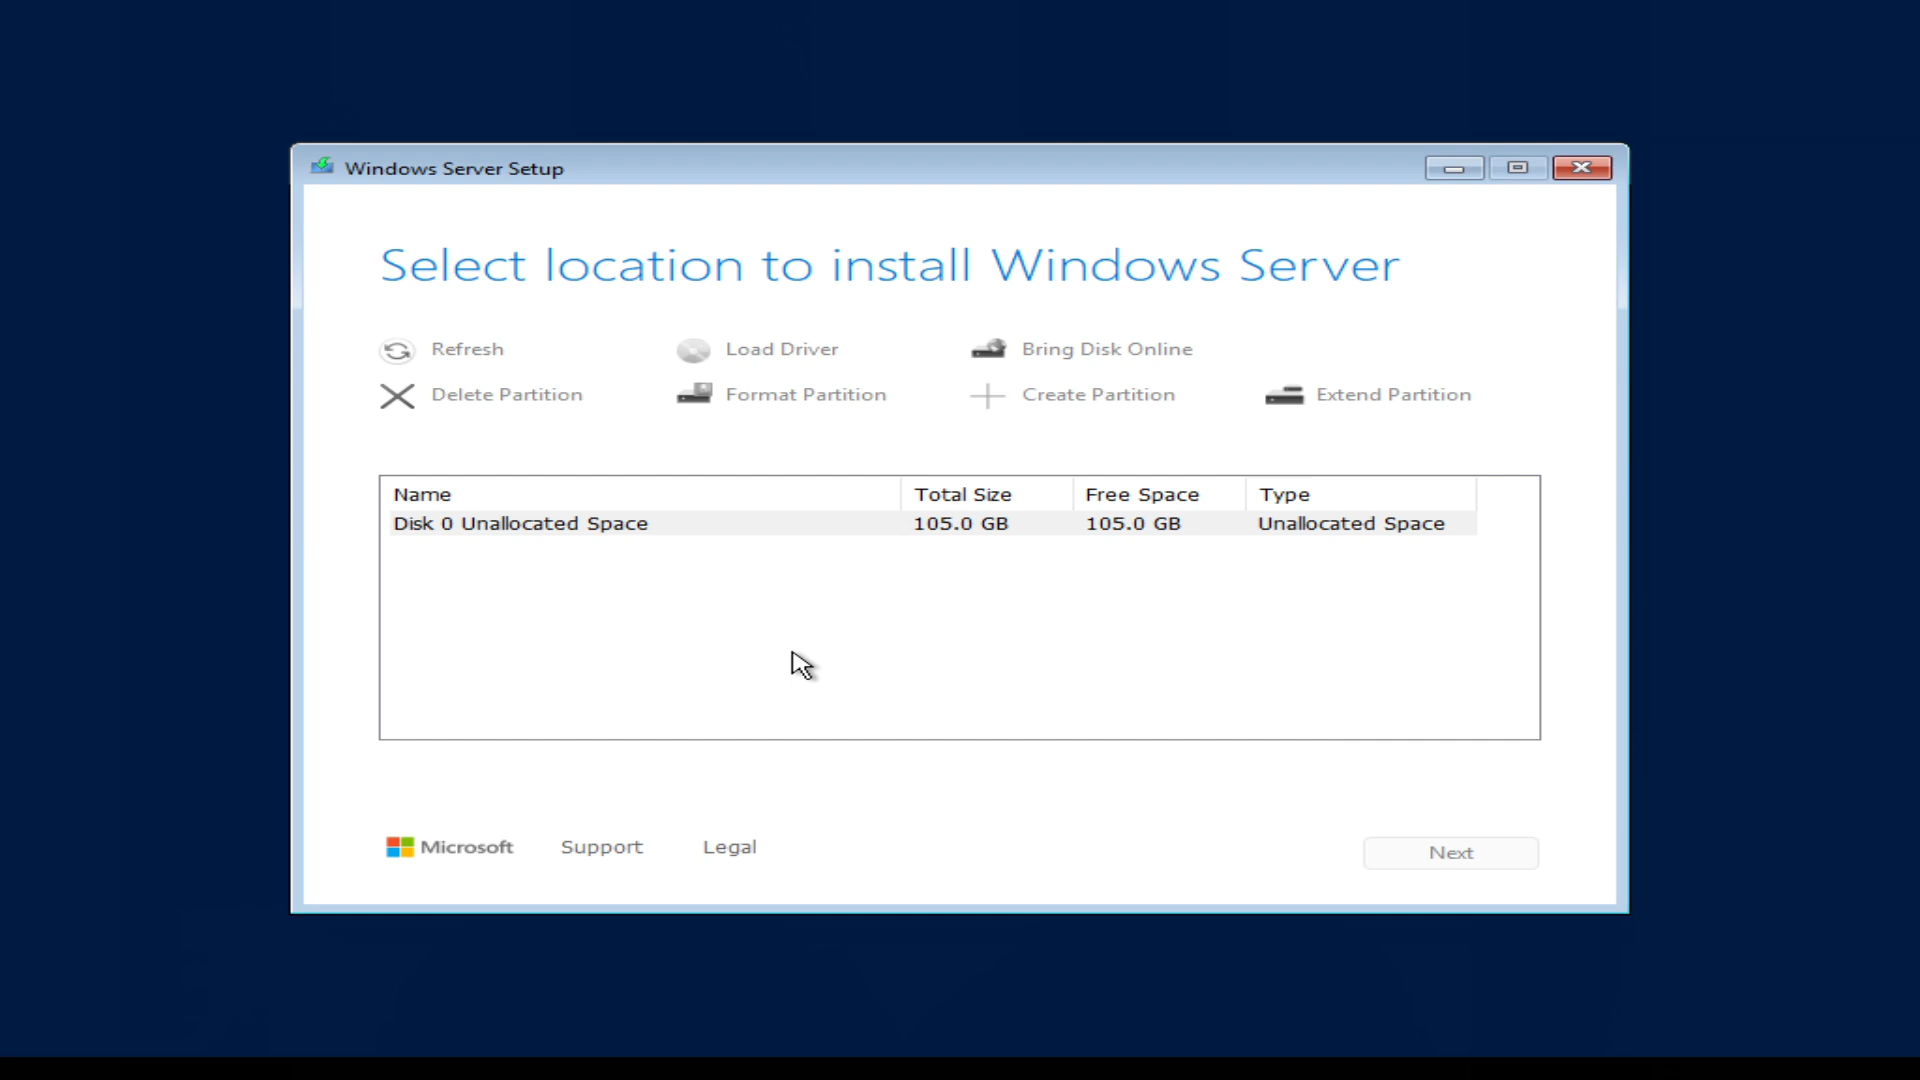 Windows Server Setup
Select location to install Windows Server
Refresh Load Driver Bring Disk Online
Delete Partition Format Partition Create Partition Extend Partition
Name Total Size Free Space Type
Disk 0 Unallocated Space 105.0 GB 105.0 GB Unallocated Space
Microsoft Support Legal Next